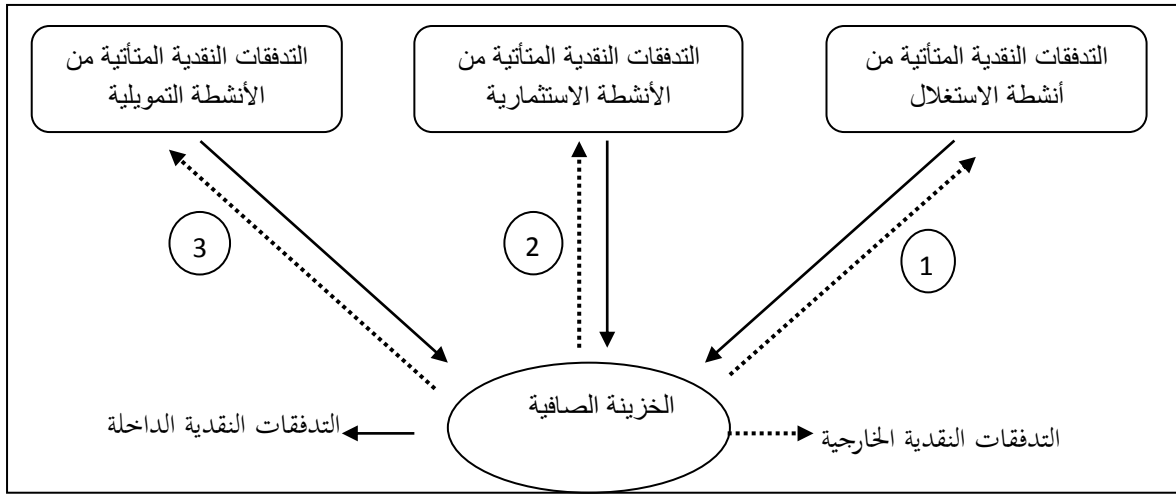 التدفقات النقدية المتأتية من
أنشطة الاستغلال
التدفقات النقدية المتأتية من
الأنشطة الاستثمارية
التدفقات النقدية المتأتية من
الأنشطة التمويلية
1
2
3
الخزينة الصافية
التدفقات النقدية الخارجية
التدفقات النقدية الداخلة